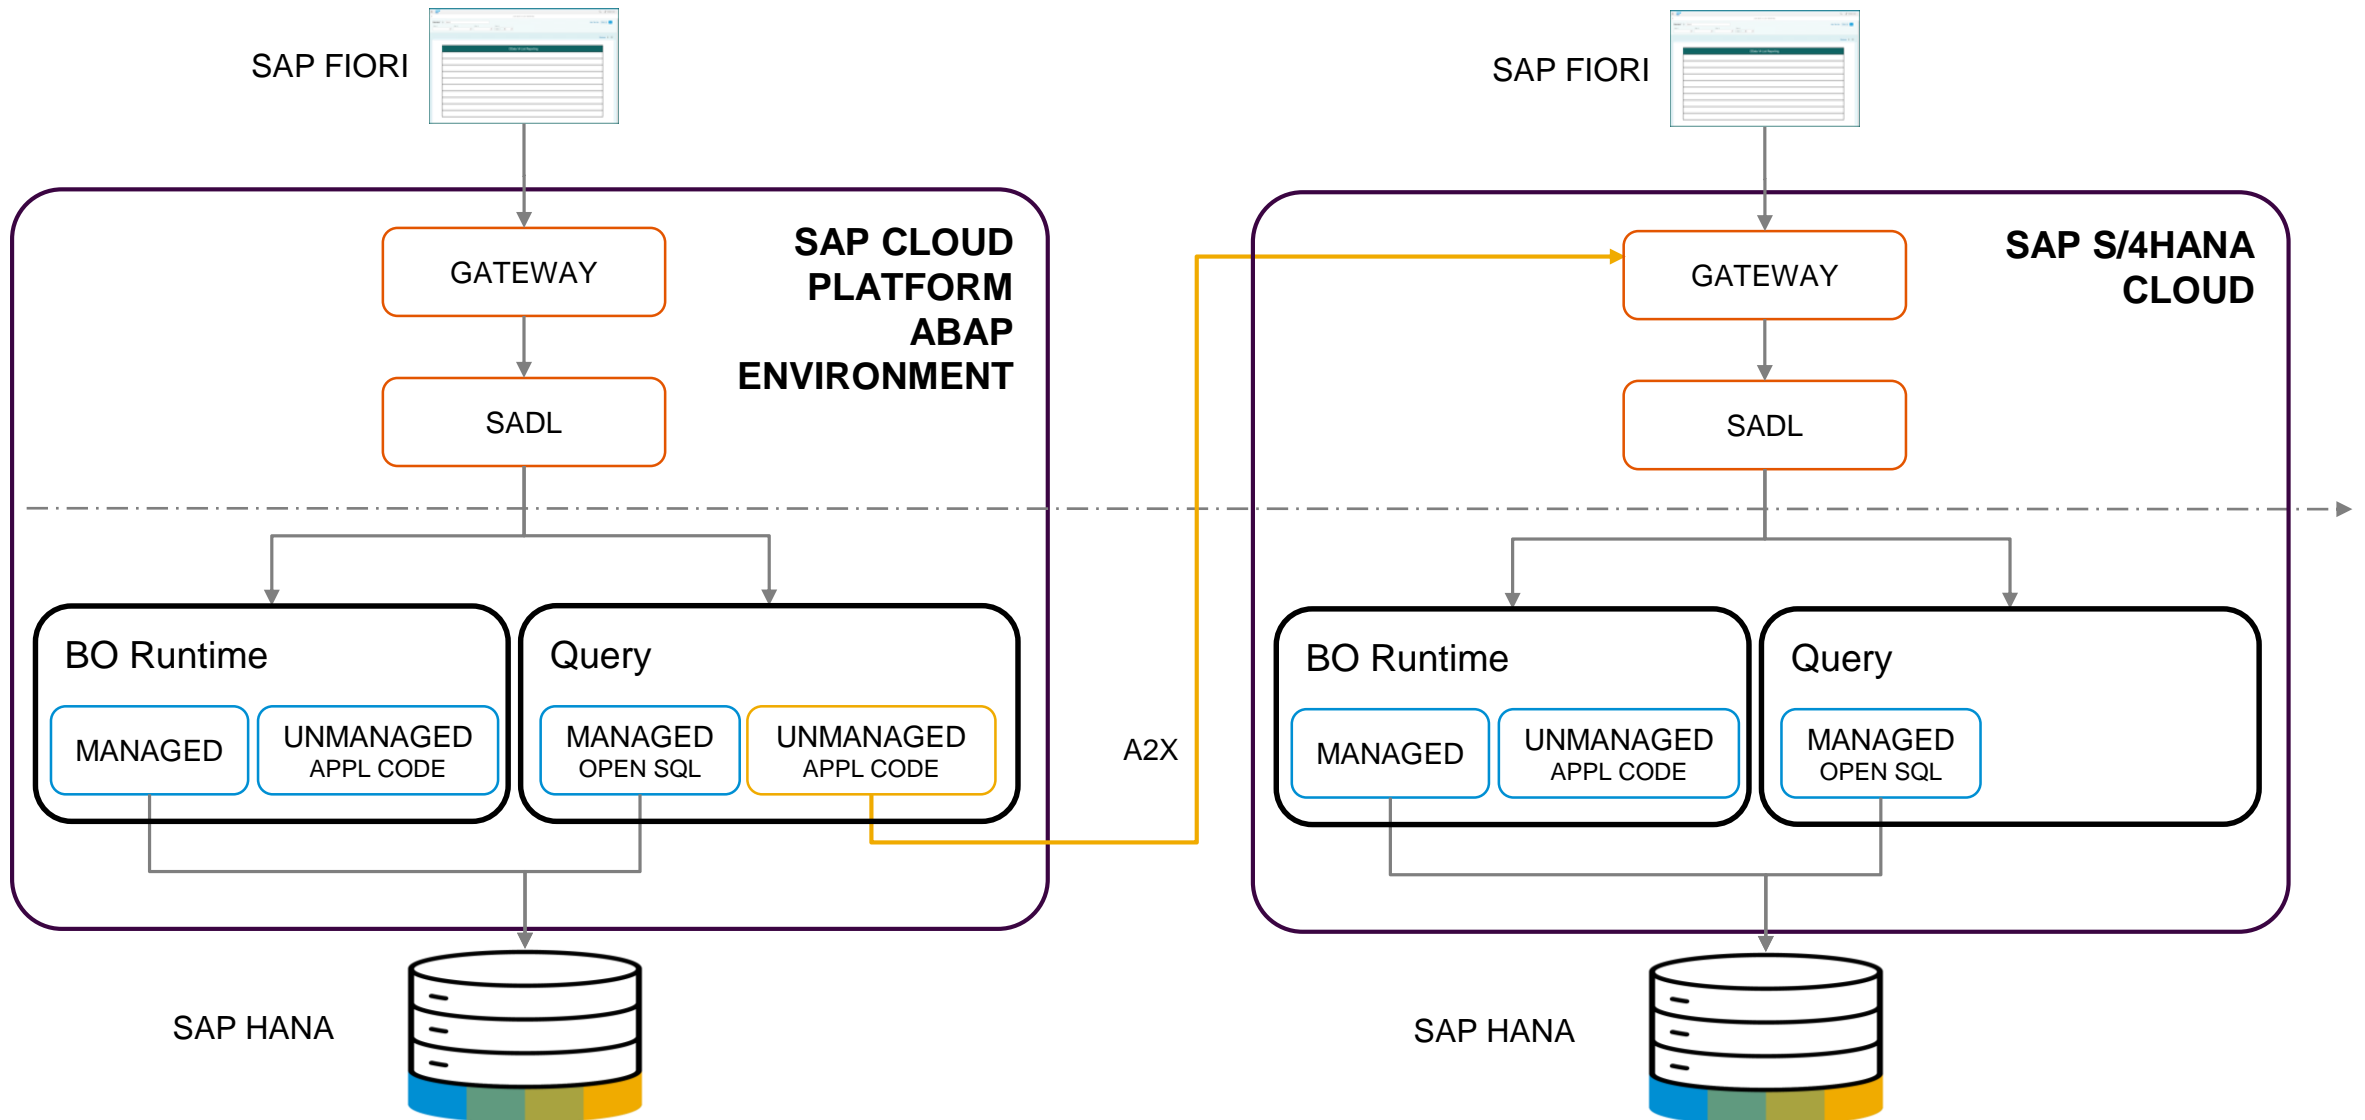 SAP FIORI
SAP FIORI
SAP CLOUD
PLATFORM
ABAP
ENVIRONMENT
GATEWAY
SADL
SAP S/4HANA
CLOUD
GATEWAY
SADL
BO Runtime
MANAGED
UNMANAGED
APPL CODE
Query
MANAGED
OPEN SQL
UNMANAGED
APPL CODE
A2X
BO Runtime
MANAGED
UNMANAGED
APPL CODE
Query
MANAGED
OPEN SQL
SAP HANA
SAP HANA